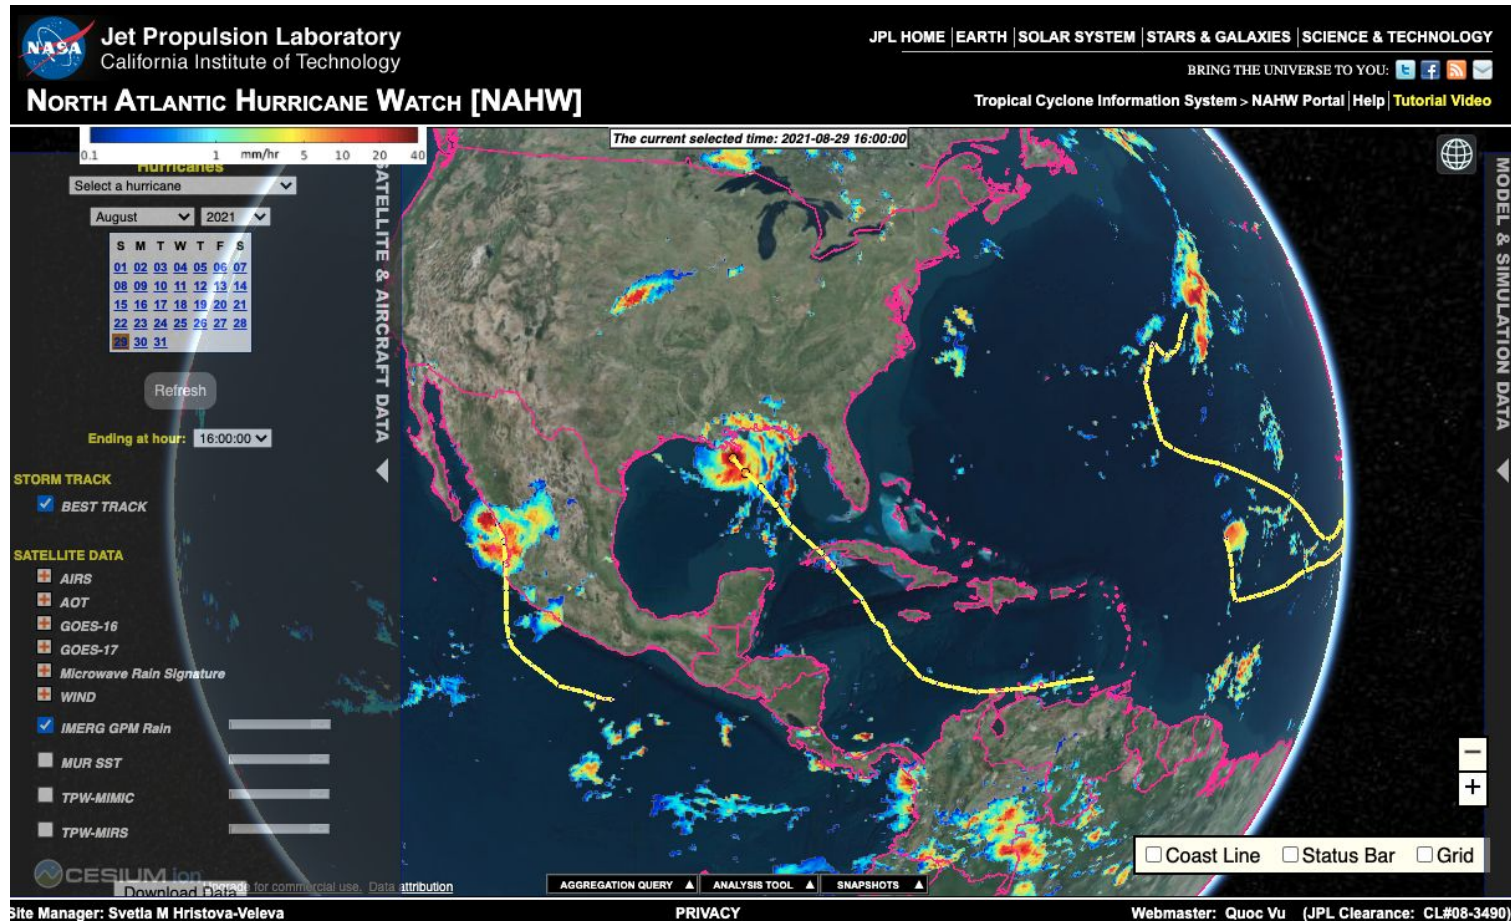 NASA
Jet Propulsion Laboratory
California Institute of Technology
JPL HOME | EARTH | SOLAR SYSTEM | STARS & GALAXIES | SCIENCE & TECHNOLOGY
BRING THE UNIVERSE TO YOU:
NORTH ATLANTIC HURRICANE WATCH [NAHW]
Tropical Cyclone Information System > NAHW Portal | Help | Tutorial Video
0.1 1 mm/hr 5 10 20 40
The current selected time: 2021-08-29 16:00:00
Hurricanes
Select a hurricane
August 2021
S M T W T F S
01 02 03 04 05 06 07
08 09 10 11 12 13 14
15 16 17 18 19 20 21
22 23 24 25 26 27 28
29 30 31
Refresh
Ending at hour: 16:00:00
STORM TRACK
BEST TRACK
SATELLITE DATA
AIRS
AOT
GOES-16
GOES-17
Microwave Rain Signature
WIND
IMERG GPM Rain
MUR SST
TPW-MIMIC
TPW-MIRS
SATELLITE & AIRCRAFT DATA
MODEL & SIMULATION DATA
−
+
Coast Line Status Bar Grid
CESIUM ion
Upgrade for commercial use. Data attribution
Download Data
AGGREGATION QUERY ▲ ANALYSIS TOOL ▲ SNAPSHOTS ▲
Site Manager: Svetla M Hristova-Veleva
PRIVACY
Webmaster: Quoc Vu (JPL Clearance: CL#08-3490)